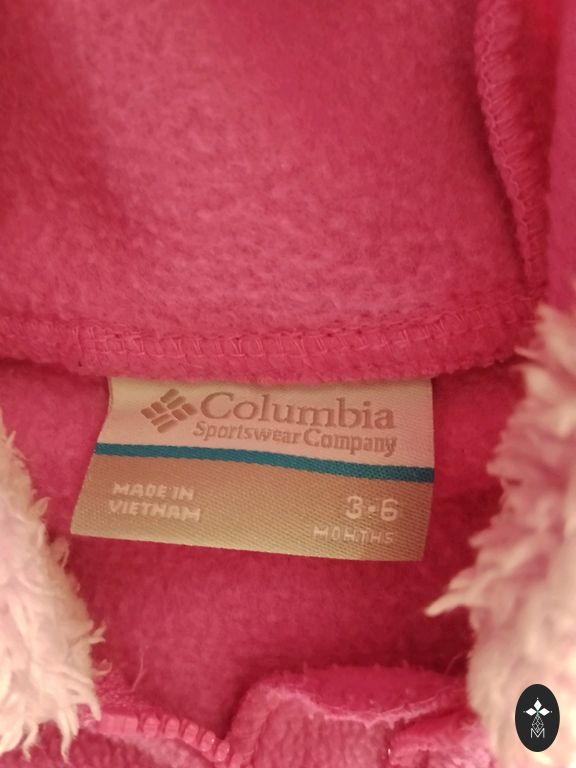 Columbia
Sportswear Company
MADE IN
VIETNAM
3•6
MONTHS
M